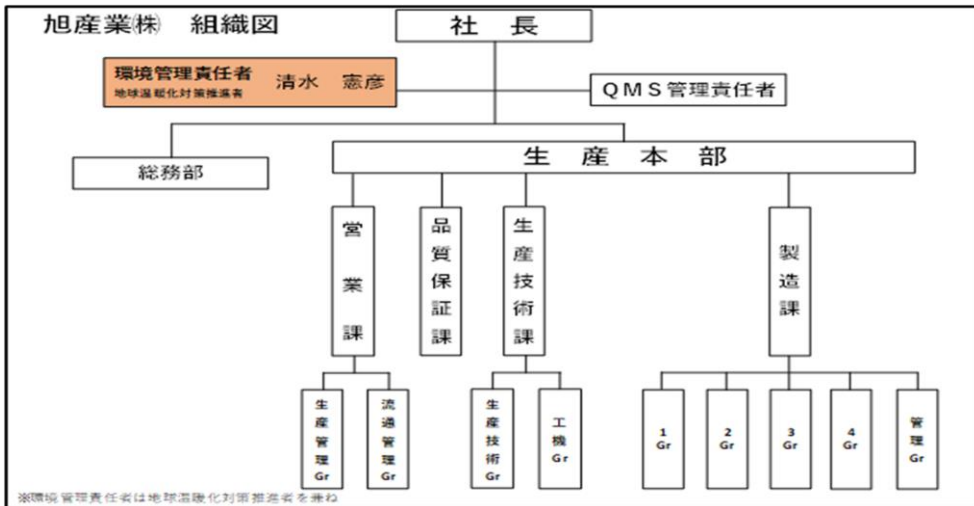 旭産業㈱ 組織図
社長
環境管理責任者 清水 憲彦
地球温暖化対策推進者
QMS管理責任者
総務部
生産本部
営業課
品質保証課
生産技術課
製造課
生産管理Gr
流通管理Gr
生産技術Gr
工機Gr
1Gr
2Gr
3Gr
4Gr
管理Gr
※環境管理責任者は地球温暖化対策推進者を兼ね